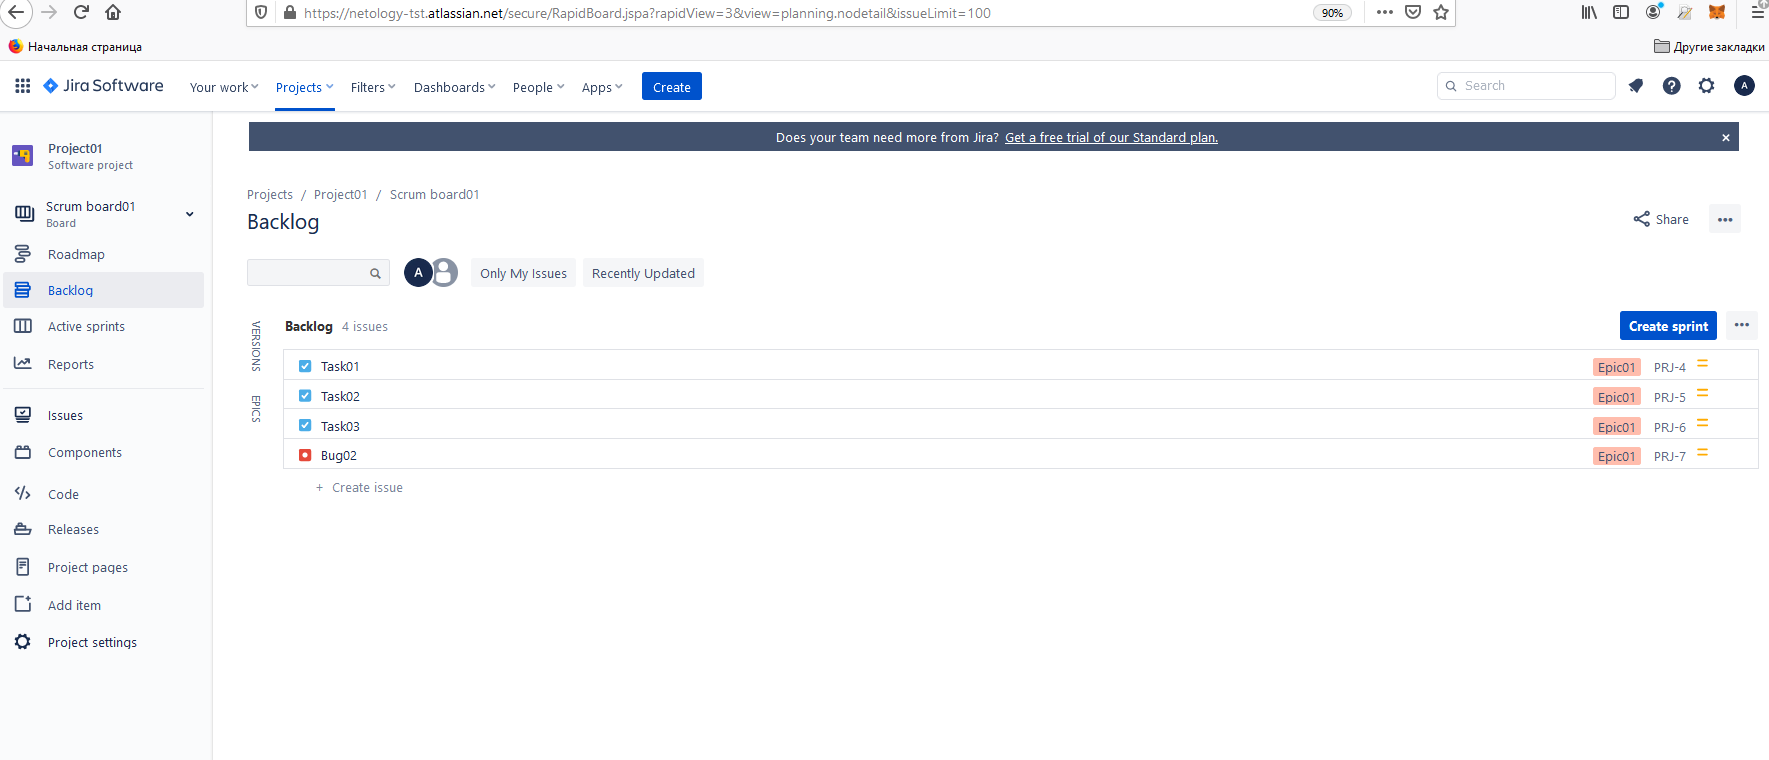 https://netology-tst.atlassian.net/secure/RapidBoard.jspa?rapidView=3&view=planning.nodetail&issueLimit=100
90%
Начальная страница
Другие закладки
Jira Software
Your work
Projects
Filters
Dashboards
People
Apps
Create
Search
A
Does your team need more from Jira? Get a free trial of our Standard plan.
Project01
Software project
Scrum board01
Board
Roadmap
Backlog
Active sprints
Reports
Issues
Components
Code
Releases
Project pages
Add item
Project settings
Projects / Project01 / Scrum board01
Backlog
Share
A
Only My Issues
Recently Updated
VERSIONS
EPICS
Backlog 4 issues
Create sprint
Task01 Epic01 PRJ-4
Task02 Epic01 PRJ-5
Task03 Epic01 PRJ-6
Bug02 Epic01 PRJ-7
+ Create issue